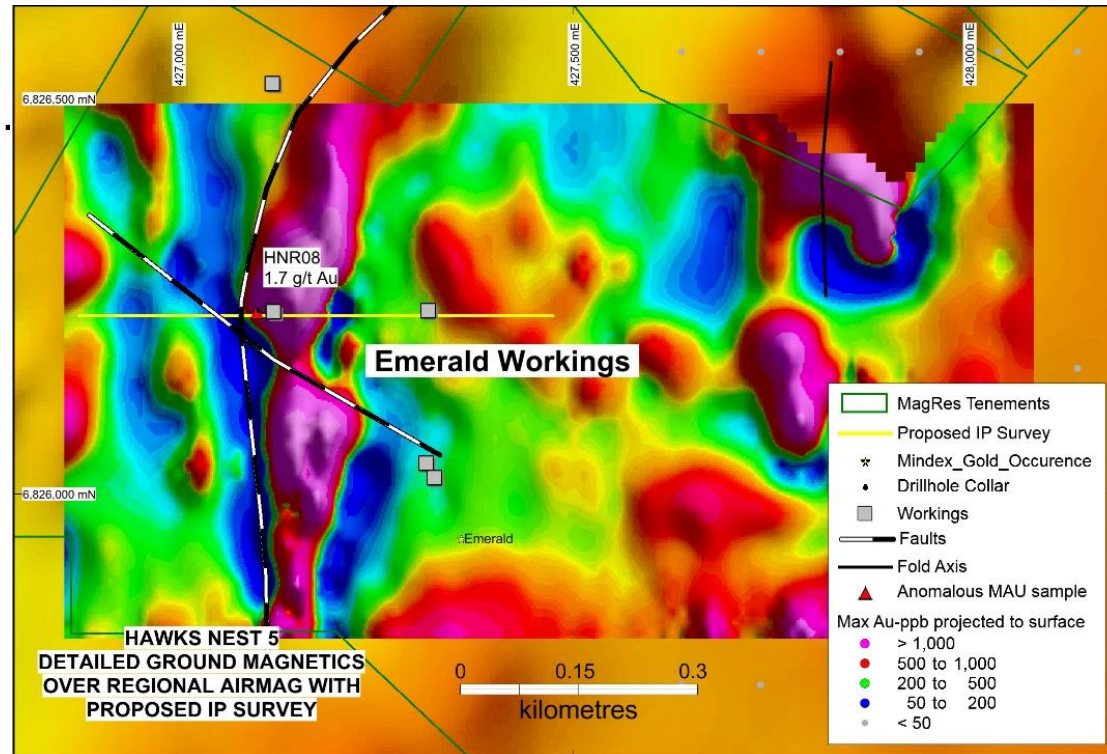 427,000 mE
427,500 mE
428,000 mE
6,826,500 mN
HNR08
1.7 g/t Au
Emerald Workings
6,826,000 mN
Emerald
HAWKS NEST 5
DETAILED GROUND MAGNETICS
OVER REGIONAL AIRMAG WITH
PROPOSED IP SURVEY
0 0.15 0.3
kilometres
MagRes Tenements
Proposed IP Survey
Mindex_Gold_Occurence
Drillhole Collar
Workings
Faults
Fold Axis
Anomalous MAU sample
Max Au-ppb projected to surface
> 1,000
500 to 1,000
200 to 500
50 to 200
< 50